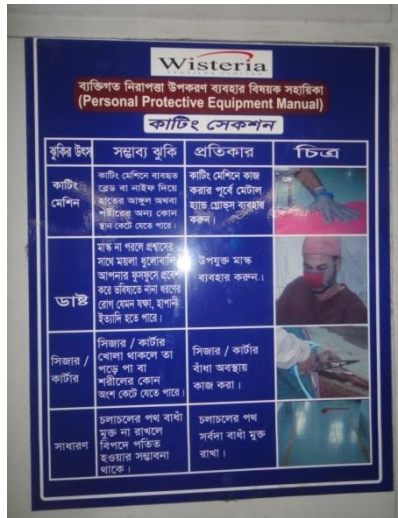 Wisteria
ব্যক্তিগত নিরাপত্তা উপকরণ ব্যবহার বিষয়ক সহায়িকা
(Personal Protective Equipment Manual)
কাটিং সেকশন
ঝুকির উৎস
সম্ভাব্য ঝুকি
প্রতিকার
চিত্র
কাটিং
মেশিন
কাটিং মেশিনে ব্যবহৃত
ব্লেড বা নাইফ দিয়ে
হাতের আঙ্গুল অথবা
শরীরের অন্য কোন
স্থান কেটে যেতে পারে।
কাটিং মেশিনে কাজ
করার পূর্বে মেটাল
হ্যান্ড গ্লোভস ব্যবহার
করুন।
ডাষ্ট
মাস্ক না পরলে প্রশ্বাসের
সাথে ময়লা ধুলোবালি
আপনার ফুসফুসে প্রবেশ
করে ভবিষ্যতে নানা ধরণের
রোগ যেমন যক্ষা, হাপানী
ইত্যাদি হতে পারে।
উপযুক্ত মাস্ক
ব্যবহার করুন।
সিজার /
কার্টার
সিজার / কার্টার
খোলা থাকলে তা
পড়ে পা বা
শরীলের কোন
অংশ কেটে যেতে পারে।
সিজার / কার্টার
বাঁধা অবস্থায়
কাজ করা।
সাধারণ
চলাচলের পথ বাধাঁ
মুক্ত না রাখলে
বিপদে পতিত
হওয়ার সম্ভাবনা
থাকে।
চলাচলের পথ
সর্বদা বাধাঁ মুক্ত
রাখা।